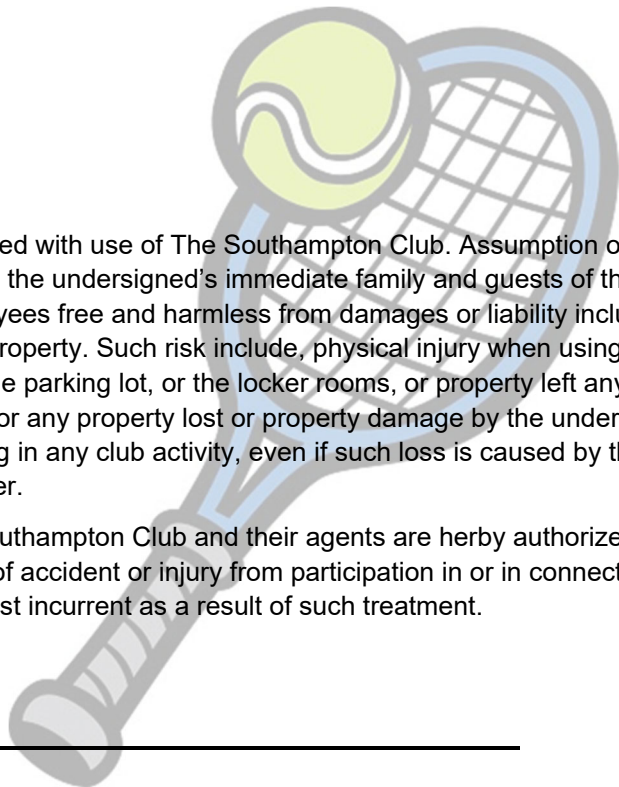 ed with use of The Southampton Club. Assumption o
the undersigned's immediate family and guests of th
yees free and harmless from damages or liability inclu
roperty. Such risk include, physical injury when using
e parking lot, or the locker rooms, or property left any
or any property lost or property damage by the under
g in any club activity, even if such loss is caused by t
er.
outhampton Club and their agents are herby authorize
of accident or injury from participation in or in connect
st incurrent as a result of such treatment.